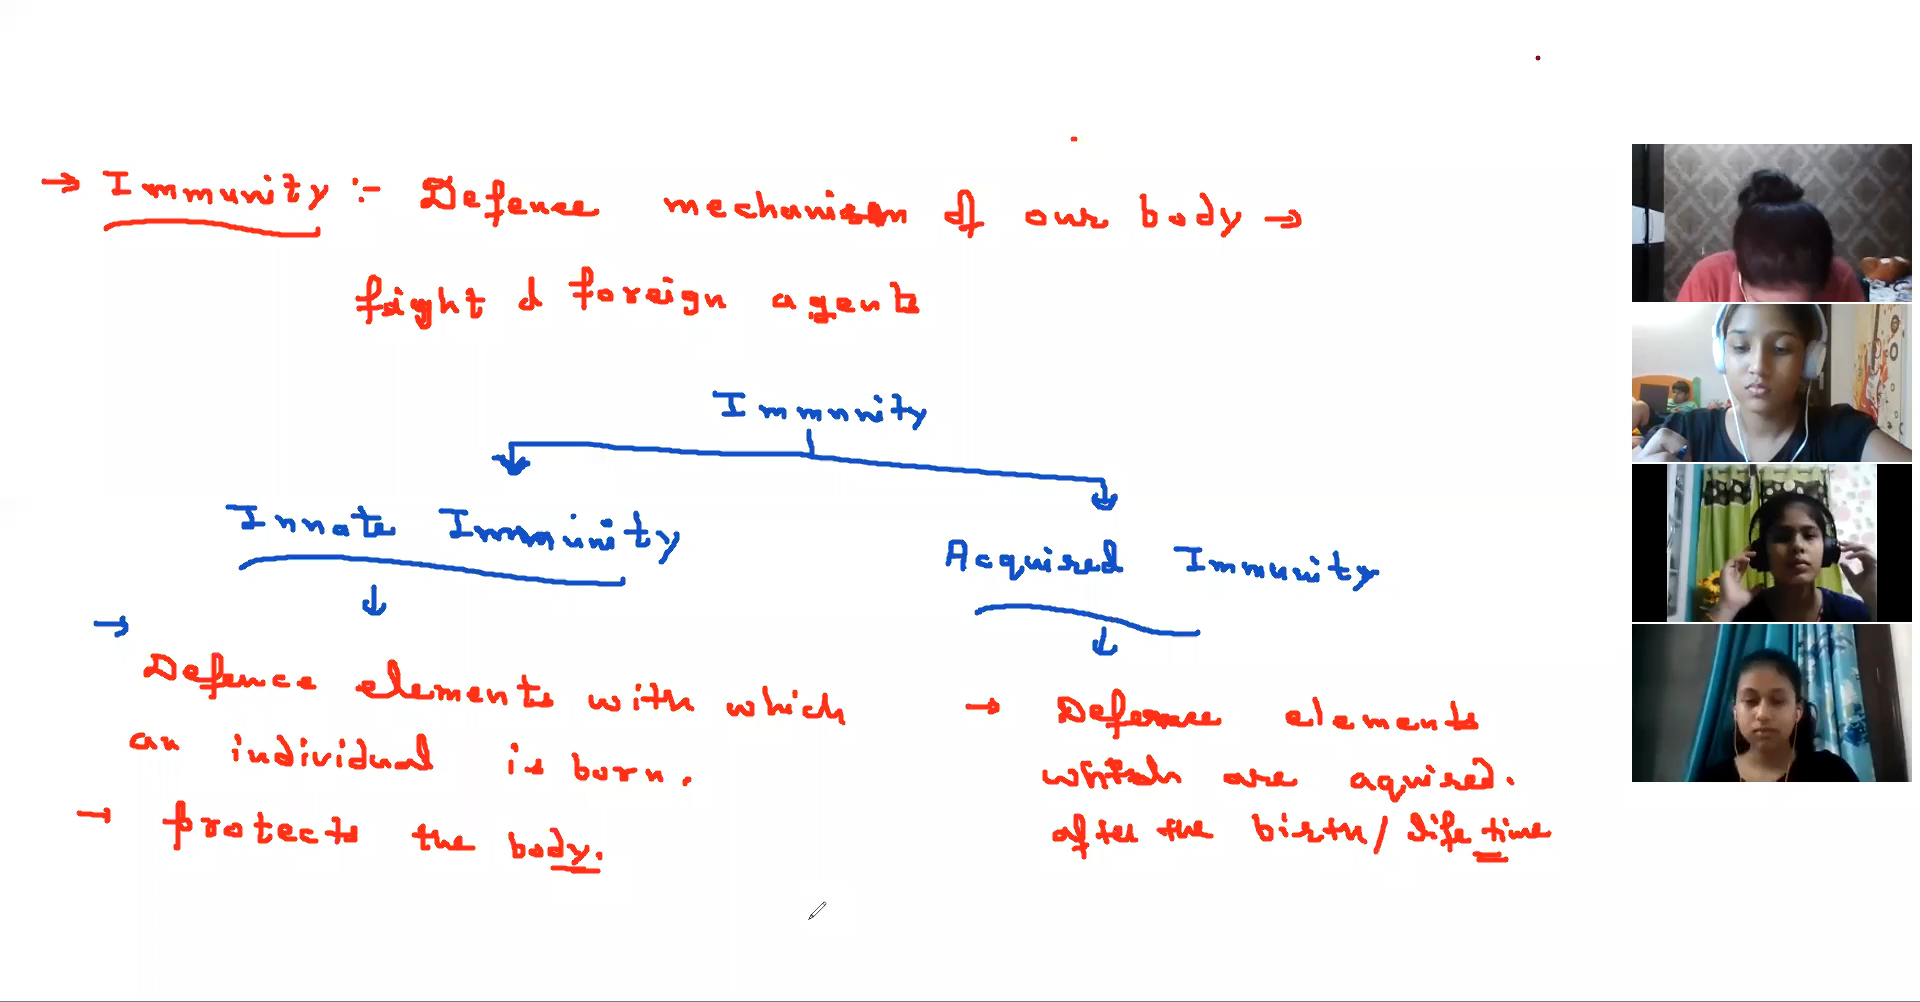 → Immunity :- Defence mechanism of our body →
fight d foreign agents
Immunity
Innate Immunity
Acquired Immunity
→
Defence elements with which
an individual is born.
→ protects the body.
→ Defence elements
which are aquired.
after the birth/life time